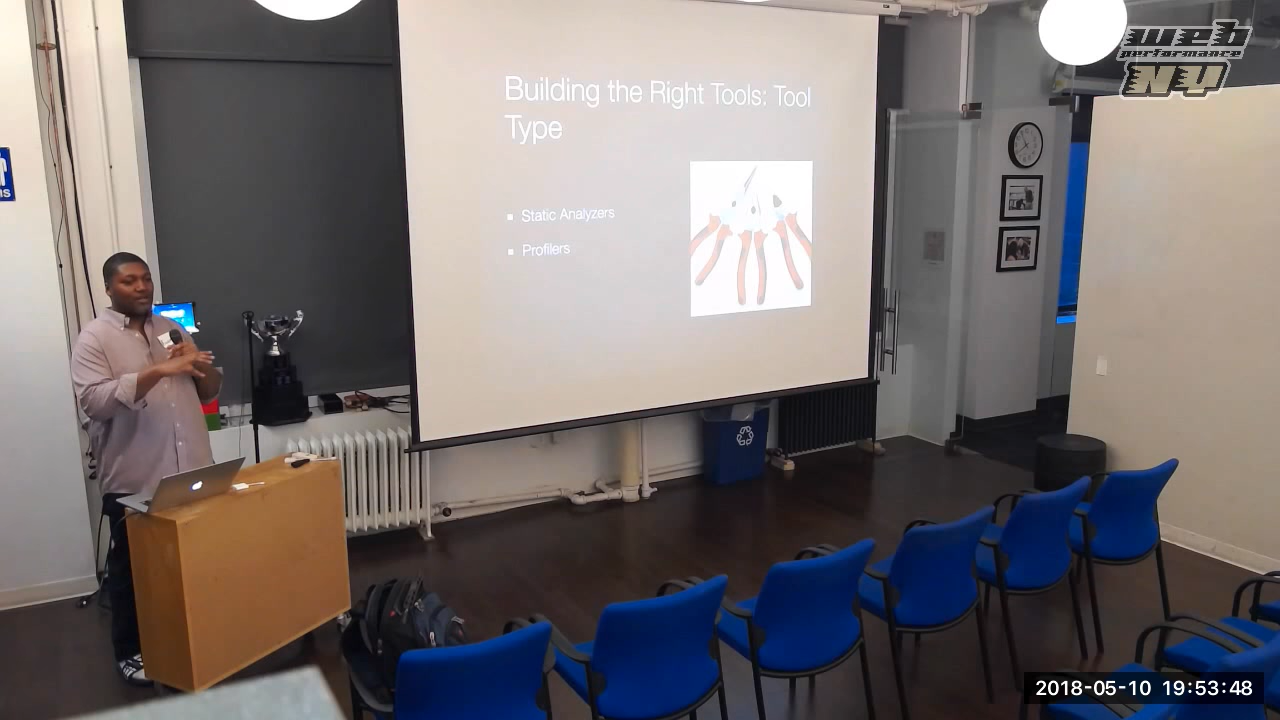 web
performance
NY
Building the Right Tools: Tool
Type
Static Analyzers
Profilers
2018-05-10 19:53:48